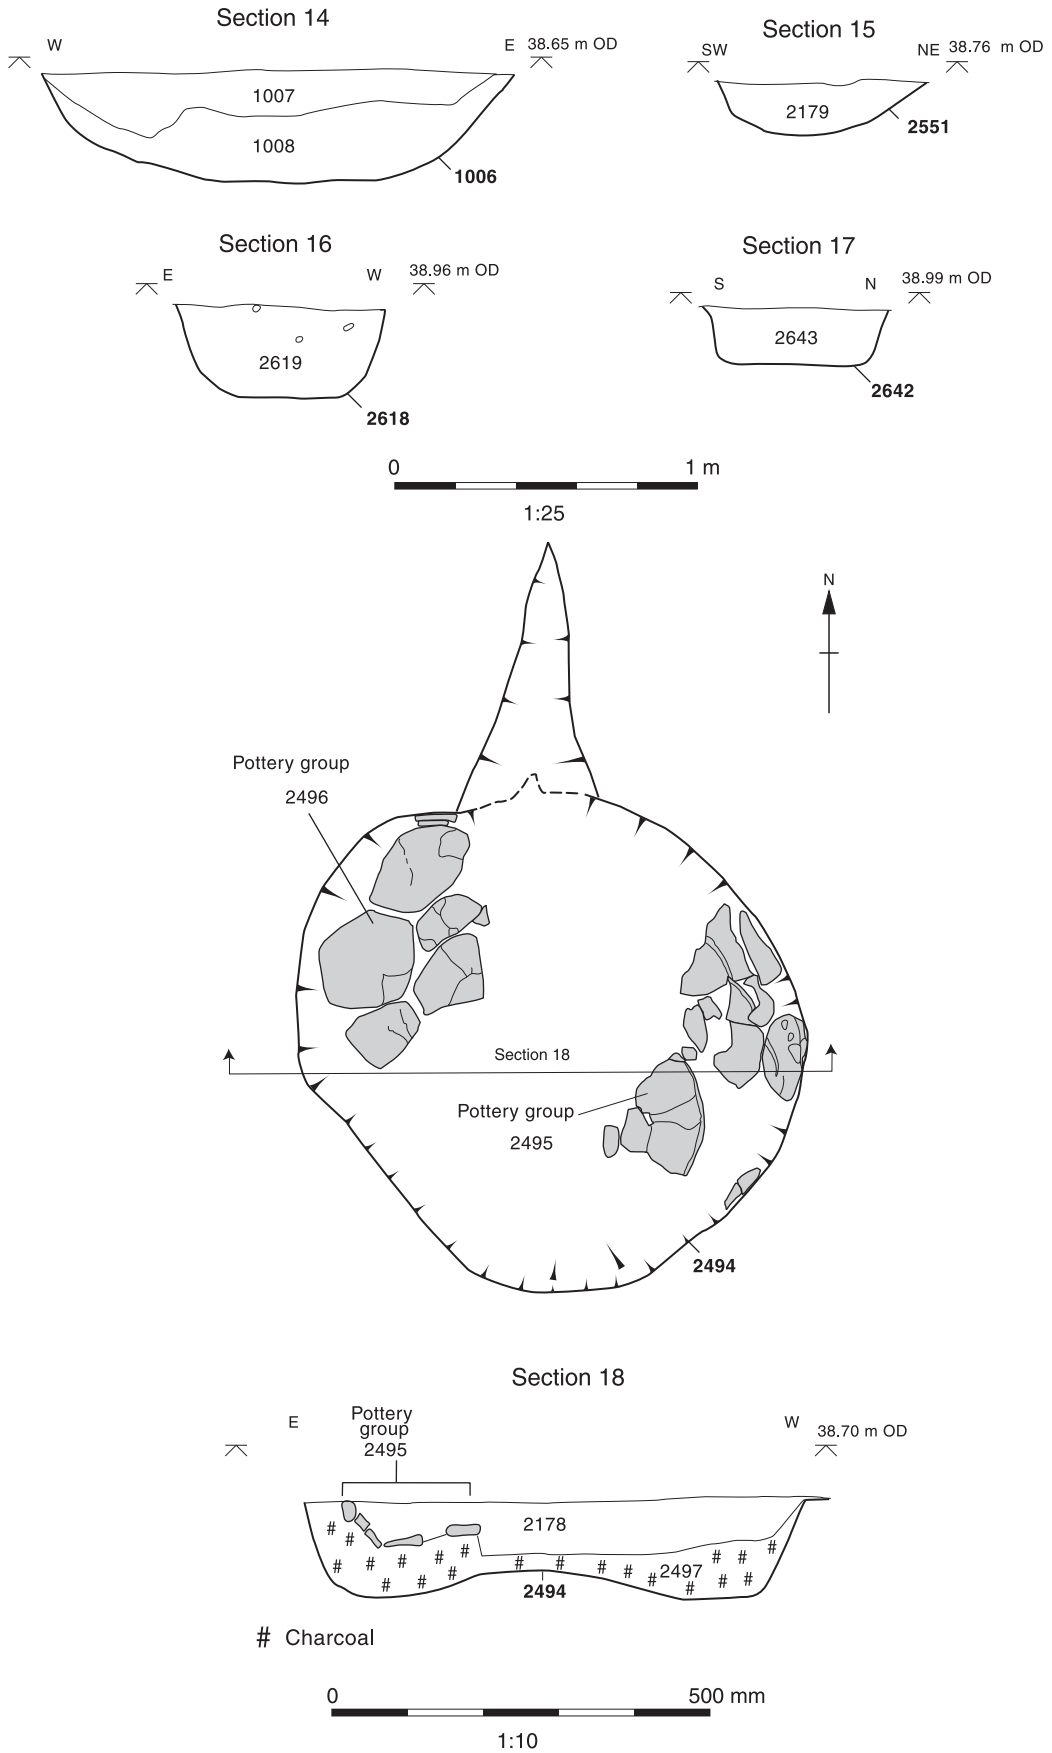 Section 14
W
E 38.65 m OD
1007
1008
1006
Section 15
SW
NE 38.76 m OD
2179
2551
Section 16
E
W
38.96 m OD
2619
2618
Section 17
S
N
38.99 m OD
2643
2642
0
1 m
1:25
N
Pottery group
2496
Section 18
Pottery group
2495
2494
Section 18
E
Pottery
group
2495
W
38.70 m OD
2178
2497
2494
# Charcoal
0
500 mm
1:10